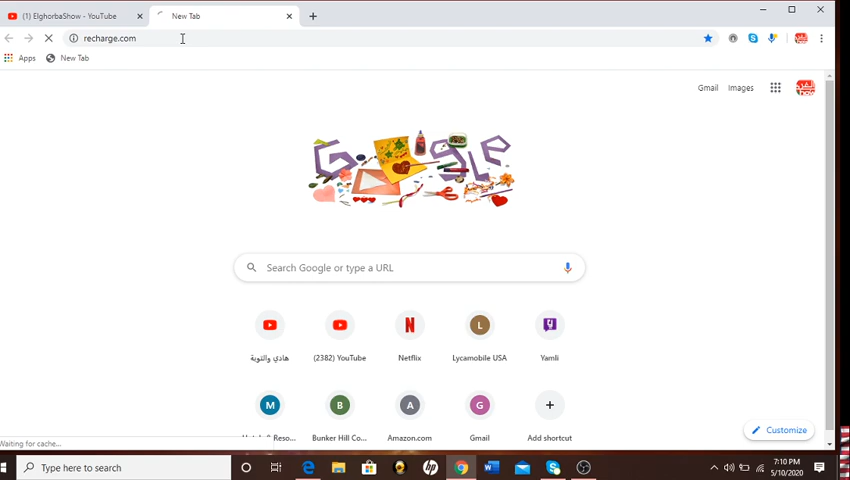 (1) ElghorbaShow - YouTube
New Tab
recharge.com
Apps
New Tab
Gmail
Images
Google
Search Google or type a URL
هادي والتوبة
(2382) YouTube
Netflix
L
Lycamobile USA
Yamli
M
B
Bunker Hill Co...
A
Amazon.com
G
Gmail
Add shortcut
Customize
Waiting for cache...
Type here to search
7:10 PM
5/10/2020